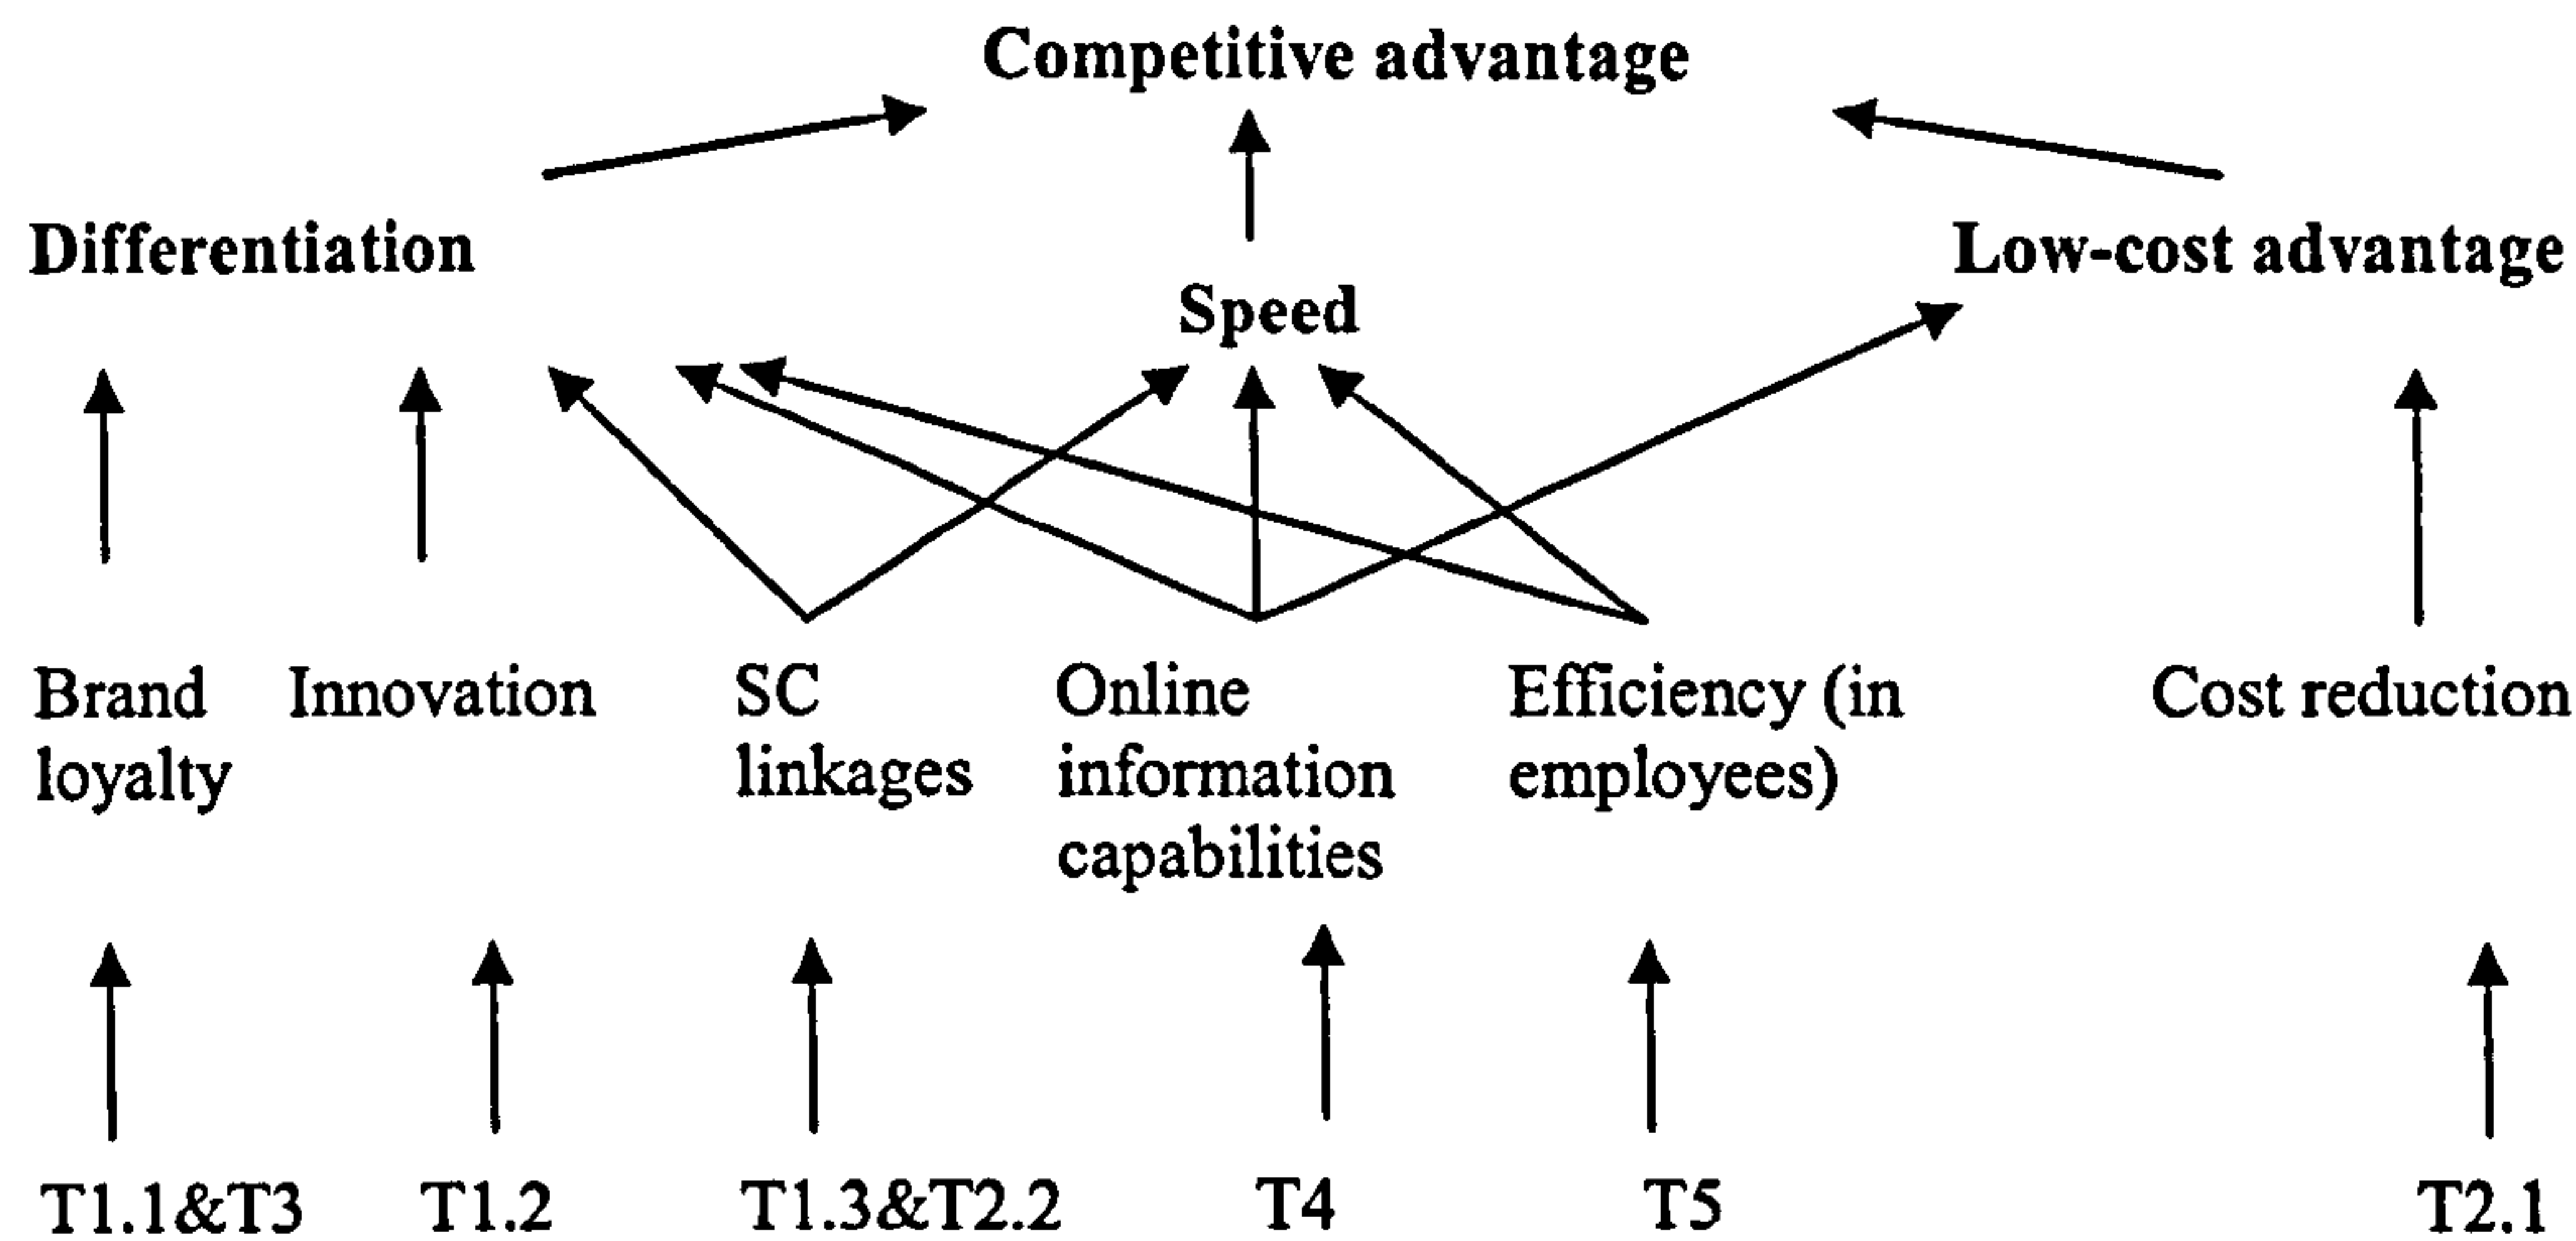 Competitive advantage
Differentiation
Low-cost advantage
Speed
Brand
loyalty
Innovation
SC
linkages
Online
information
capabilities
Efficiency (in
employees)
Cost reduction
T1.1&T3
T1.2
T1.3&T2.2
T4
T5
T2.1